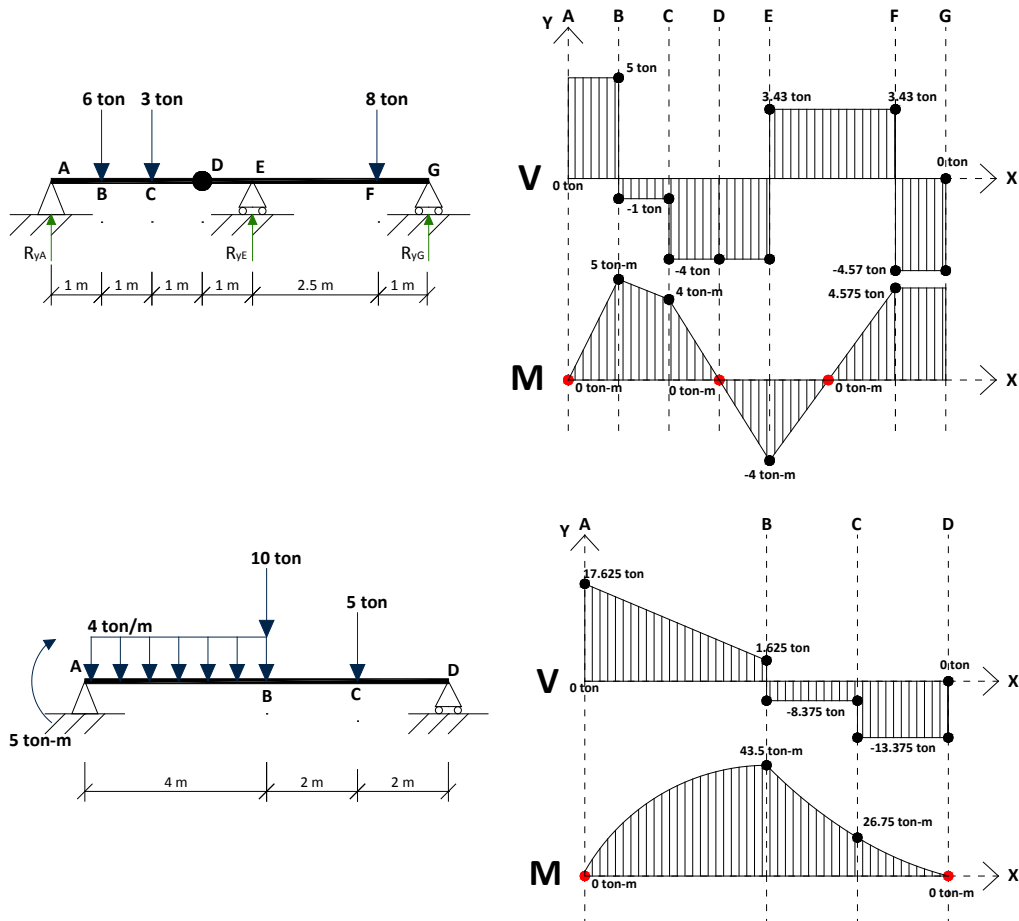 6 ton 3 ton 8 ton
A B C D E F G
R_yA R_yE R_yG
1 m 1 m 1 m 1 m 2.5 m 1 m
Y A B C D E F G
5 ton
3.43 ton 3.43 ton
V 0 ton 0 ton X
-1 ton
-4 ton -4.57 ton
5 ton-m 4 ton-m 4.575 ton
M 0 ton-m 0 ton-m 0 ton-m X
-4 ton-m
10 ton
5 ton
4 ton/m
A B C D
5 ton-m
4 m 2 m 2 m
Y A B C D
17.625 ton
1.625 ton
V 0 ton 0 ton X
-8.375 ton
-13.375 ton
43.5 ton-m
26.75 ton-m
M 0 ton-m 0 ton-m X